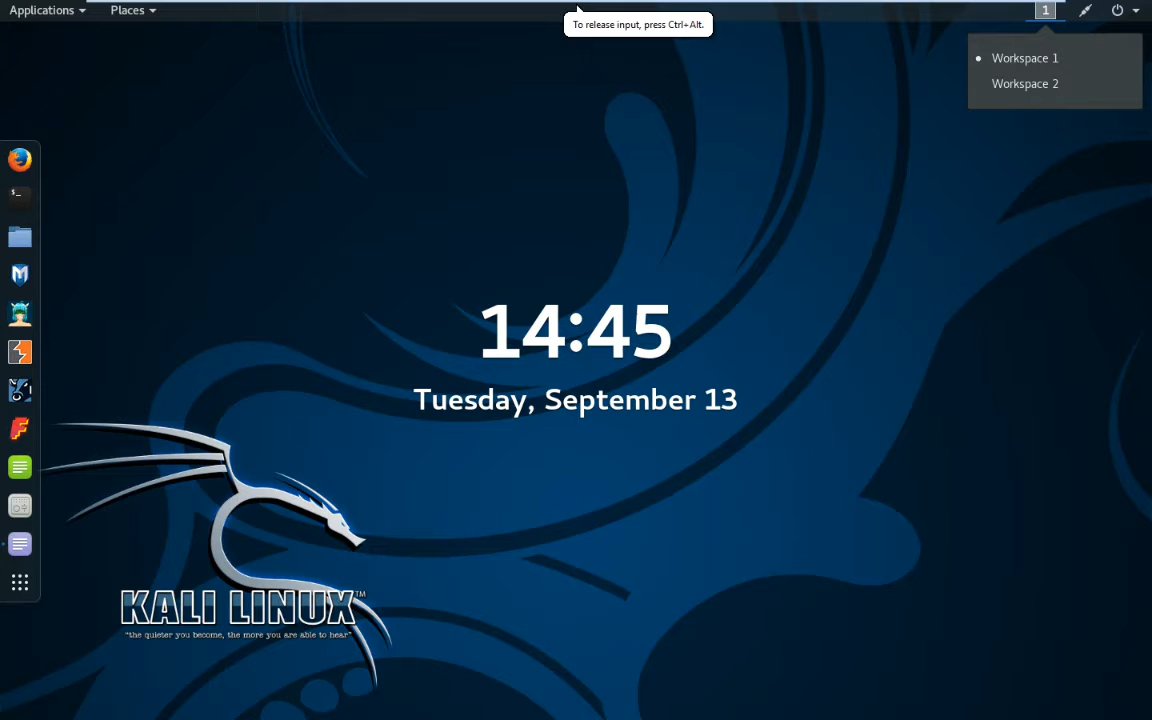 Applications
Places
To release input, press Ctrl+Alt.
1
Workspace 1
Workspace 2
$_
14:45
Tuesday, September 13
KALI LINUX™
"the quieter you become, the more you are able to hear"